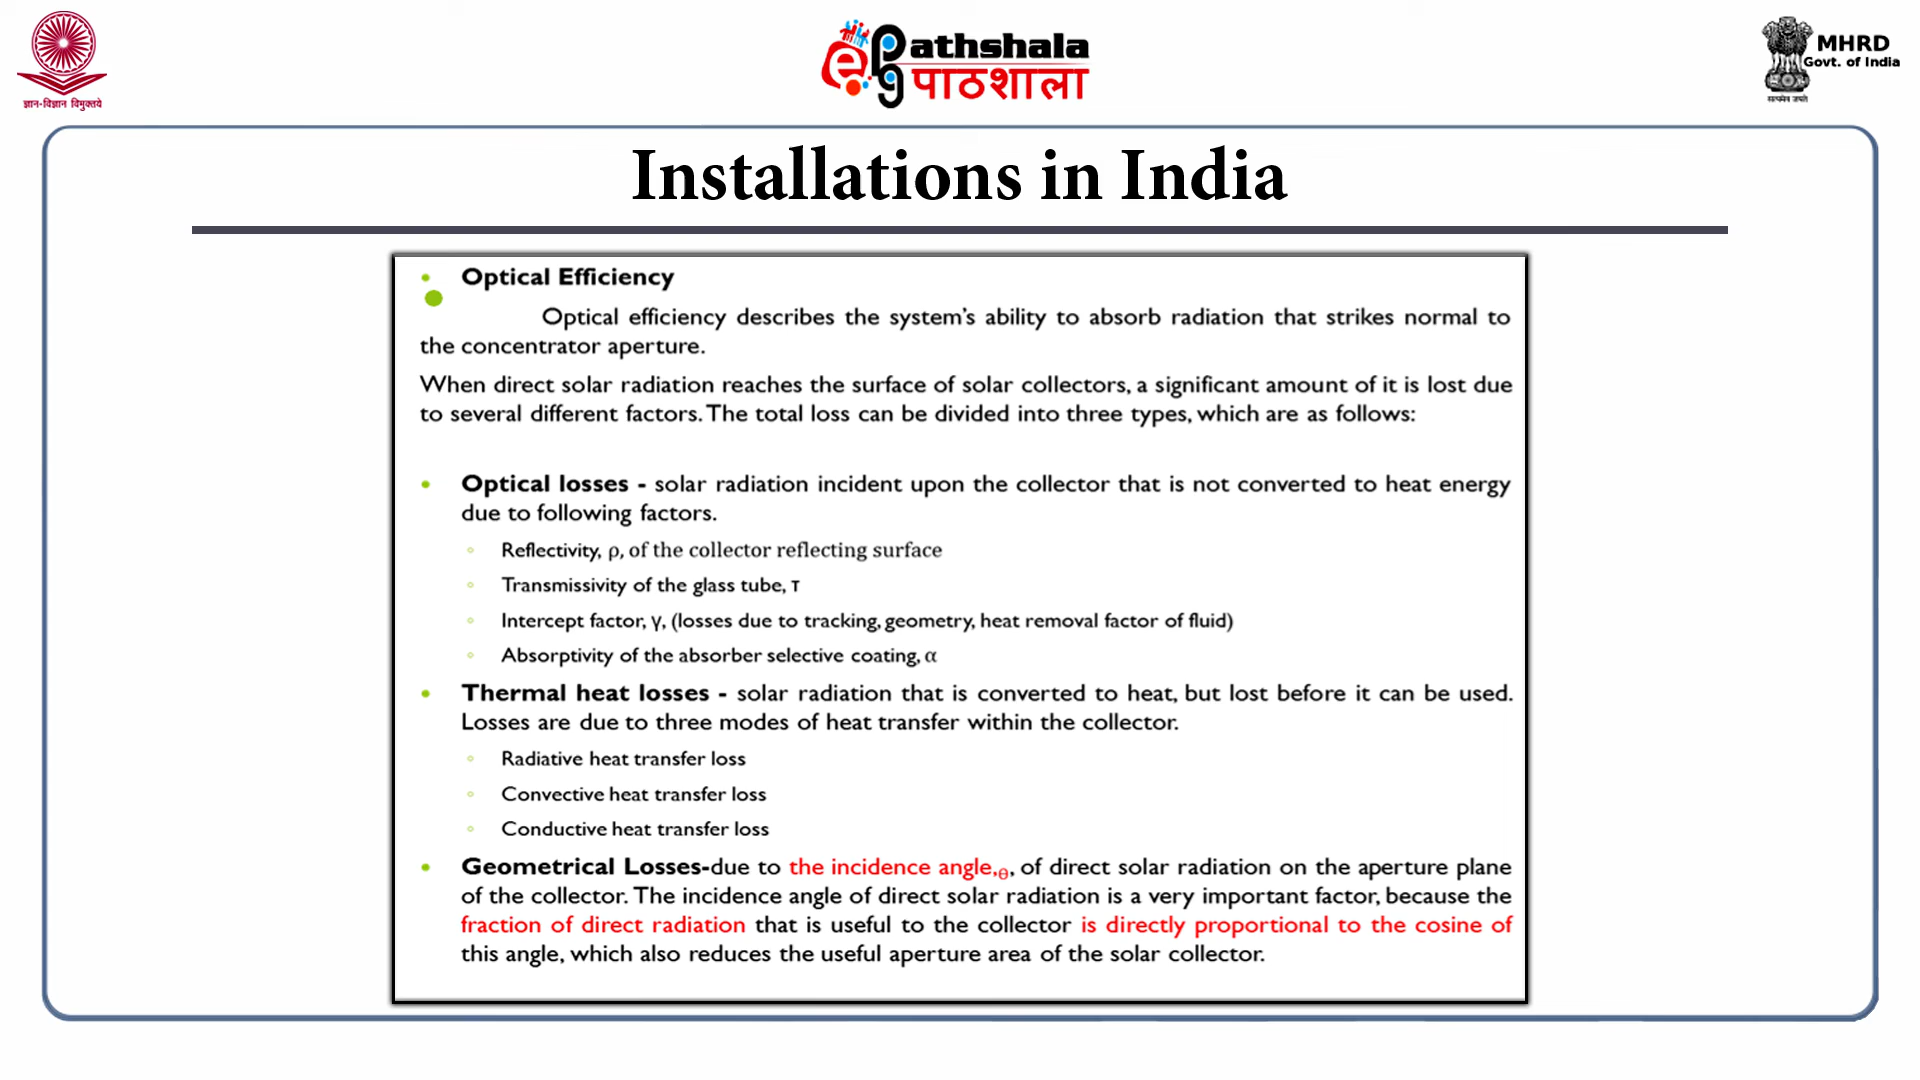 ज्ञान-विज्ञान विमुक्तये
ePG Pathshala
पाठशाला
MHRD
Govt. of India
सत्यमेव जयते
Installations in India
• Optical Efficiency
Optical efficiency describes the system's ability to absorb radiation that strikes normal to
the concentrator aperture.
When direct solar radiation reaches the surface of solar collectors, a significant amount of it is lost due
to several different factors. The total loss can be divided into three types, which are as follows:
• Optical losses - solar radiation incident upon the collector that is not converted to heat energy
due to following factors.
◦ Reflectivity, ρ, of the collector reflecting surface
◦ Transmissivity of the glass tube, τ
◦ Intercept factor, γ, (losses due to tracking, geometry, heat removal factor of fluid)
◦ Absorptivity of the absorber selective coating, α
• Thermal heat losses - solar radiation that is converted to heat, but lost before it can be used.
Losses are due to three modes of heat transfer within the collector.
◦ Radiative heat transfer loss
◦ Convective heat transfer loss
◦ Conductive heat transfer loss
• Geometrical Losses-due to the incidence angle,θ, of direct solar radiation on the aperture plane
of the collector. The incidence angle of direct solar radiation is a very important factor, because the
fraction of direct radiation that is useful to the collector is directly proportional to the cosine of
this angle, which also reduces the useful aperture area of the solar collector.